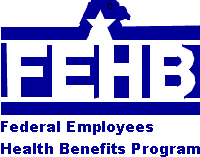 FEHB
Federal Employees
Health Benefits Program